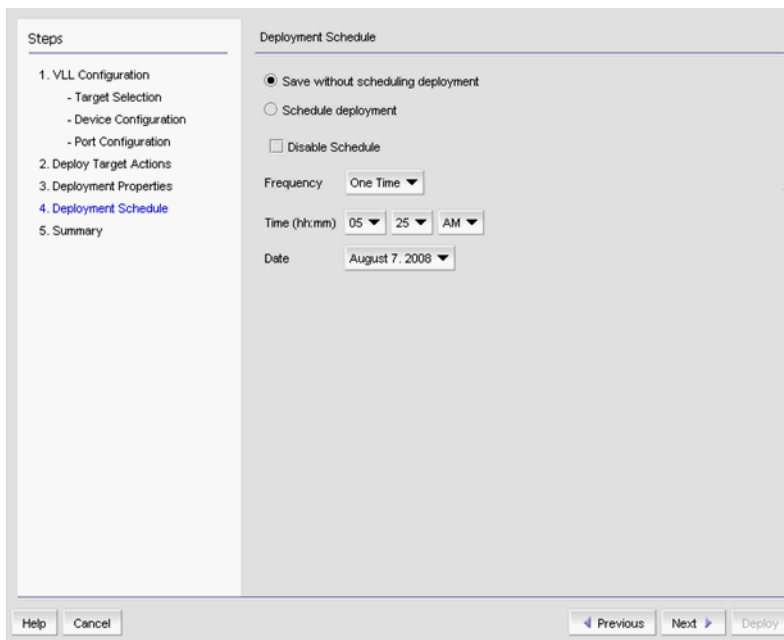 Steps
1. VLL Configuration
- Target Selection
- Device Configuration
- Port Configuration
2. Deploy Target Actions
3. Deployment Properties
4. Deployment Schedule
5. Summary
Deployment Schedule
Save without scheduling deployment
Schedule deployment
Disable Schedule
Frequency One Time
Time (hh:mm) 05 25 AM
Date August 7, 2008
Help Cancel Previous Next Deploy